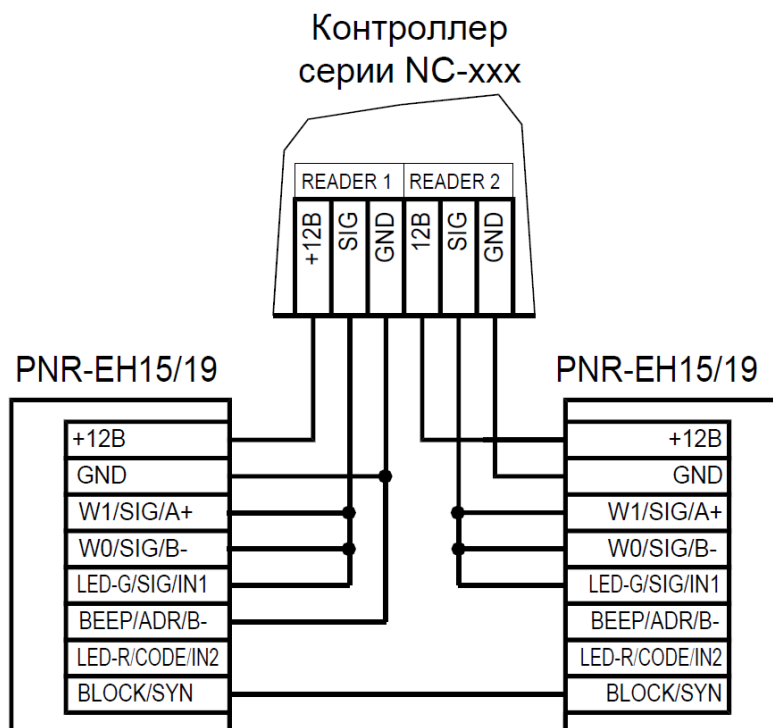 Контроллер
серии NC-xxx
READER 1 READER 2
+12В SIG GND 12В SIG GND
PNR-EH15/19
+12В
GND
W1/SIG/A+
W0/SIG/B-
LED-G/SIG/IN1
BEEP/ADR/B-
LED-R/CODE/IN2
BLOCK/SYN
PNR-EH15/19
+12В
GND
W1/SIG/A+
W0/SIG/B-
LED-G/SIG/IN1
BEEP/ADR/B-
LED-R/CODE/IN2
BLOCK/SYN